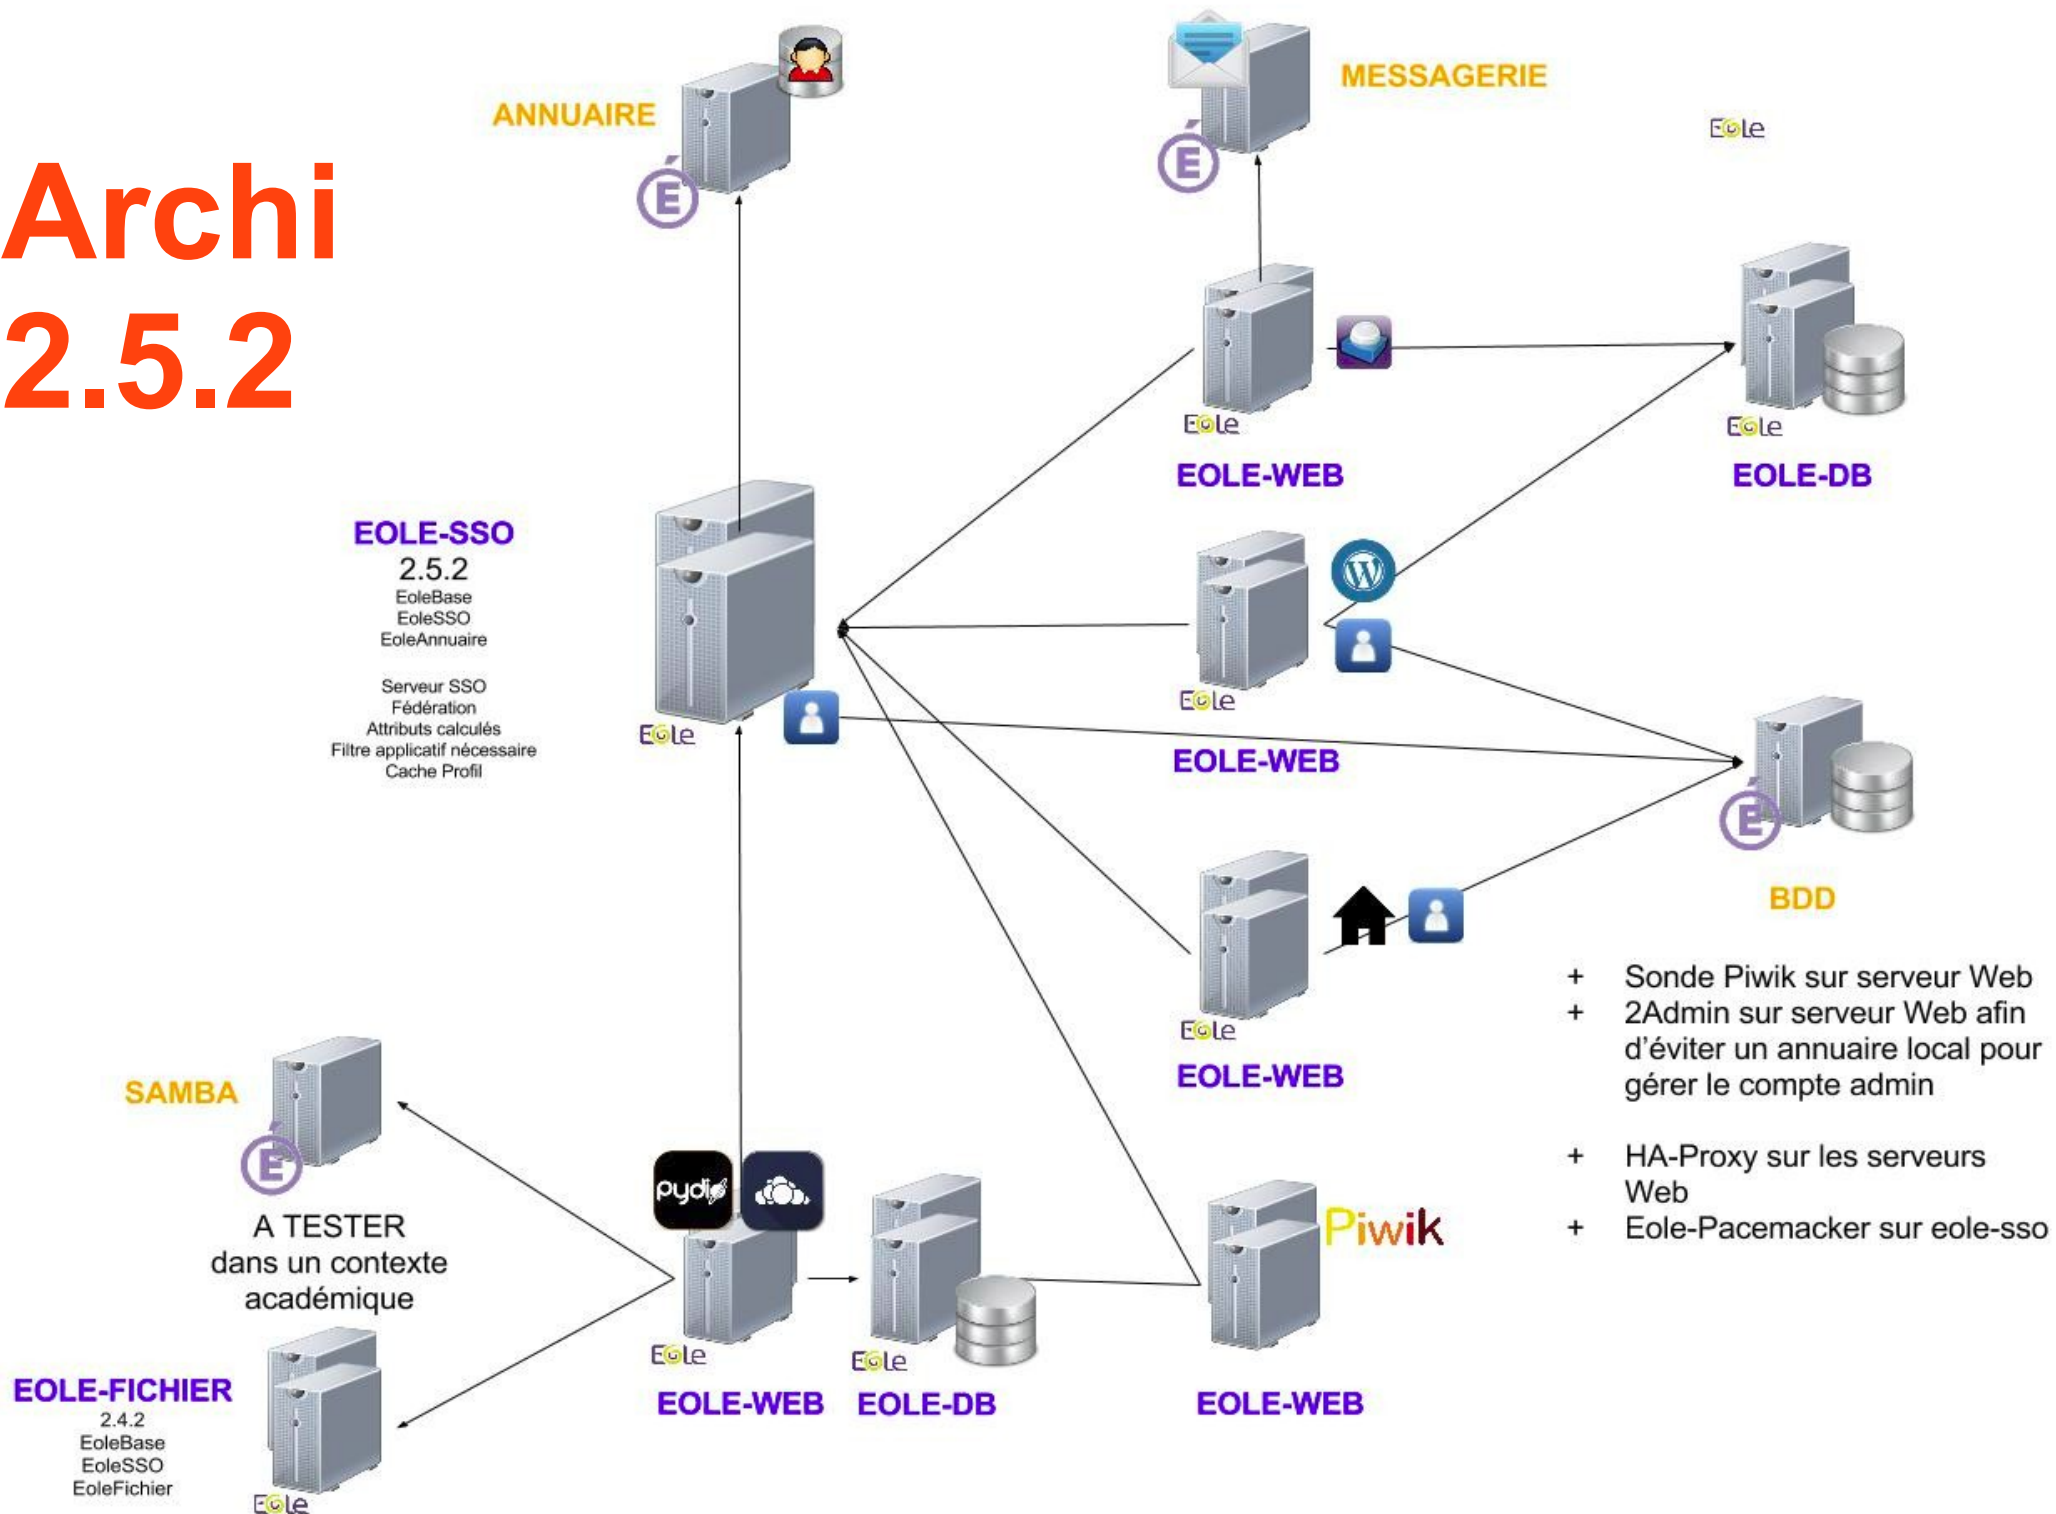 Archi
2.5.2
ANNUAIRE
É
MESSAGERIE
É
Eole
Eole
EOLE-WEB
Eole
EOLE-DB
EOLE-SSO
2.5.2
EoleBase
EoleSSO
EoleAnnuaire
Serveur SSO
Fédération
Attributs calculés
Filtre applicatif nécessaire
Cache Profil
Eole
W
Eole
EOLE-WEB
É
BDD
Eole
EOLE-WEB
+ Sonde Piwik sur serveur Web
+ 2Admin sur serveur Web afin
d'éviter un annuaire local pour
gérer le compte admin
+ HA-Proxy sur les serveurs
Web
+ Eole-Pacemacker sur eole-sso
SAMBA
É
A TESTER
dans un contexte
académique
EOLE-FICHIER
2.4.2
EoleBase
EoleSSO
EoleFichier
Eole
pydio
Eole
EOLE-WEB
Eole
EOLE-DB
Piwik
EOLE-WEB